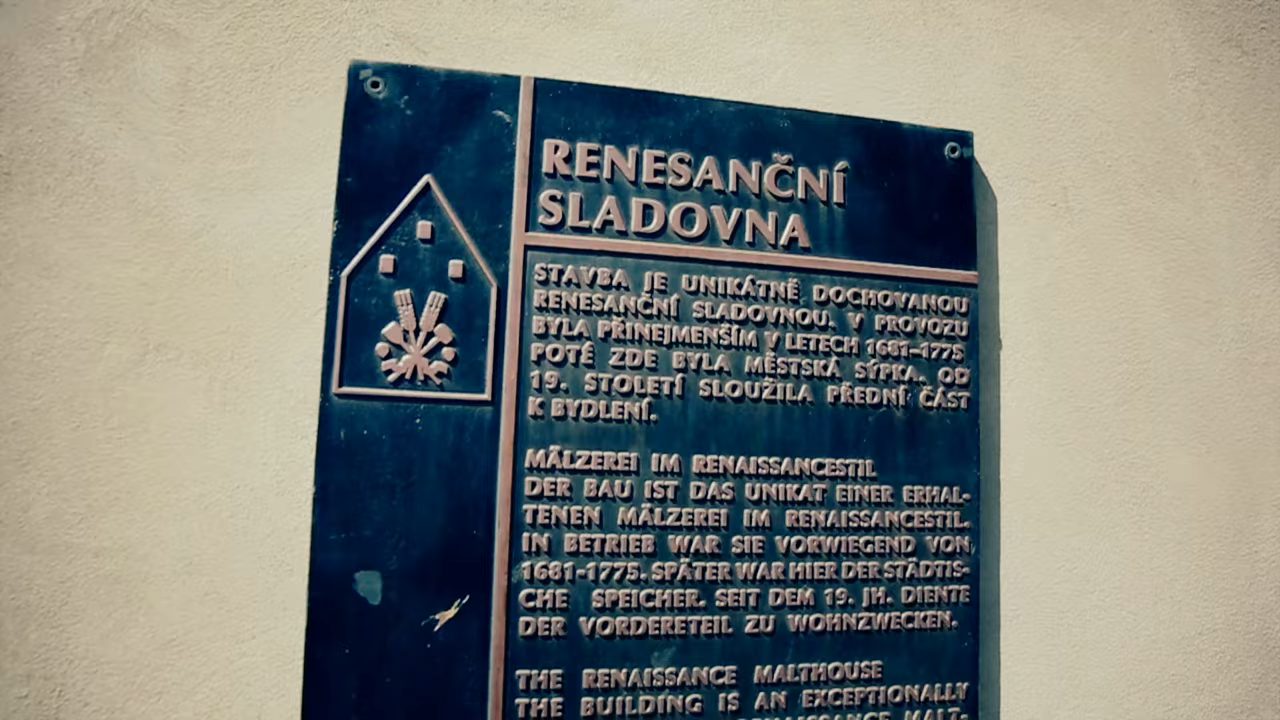 RENESANČNÍ
SLADOVNA
STAVBA JE UNIKÁTNĚ DOCHOVANOU
RENESANČNÍ SLADOVNOU. V PROVOZU
BYLA PŘINEJMENŠÍM V LETECH 1681–1775
POTÉ ZDE BYLA MĚSTSKÁ SÝPKA. OD
19. STOLETÍ SLOUŽILA PŘEDNÍ ČÁST
K BYDLENÍ.
MÄLZEREI IM RENAISSANCESTIL
DER BAU IST DAS UNIKAT EINER ERHAL-
TENEN MÄLZEREI IM RENAISSANCESTIL.
IN BETRIEB WAR SIE VORWIEGEND VON
1681-1775. SPÄTER WAR HIER DER STÄDTIS-
CHE SPEICHER. SEIT DEM 19. JH. DIENTE
DER VORDERETEIL ZU WOHNZWECKEN.
THE RENAISSANCE MALTHOUSE
THE BUILDING IS AN EXCEPTIONALLY
RENAISSANCE MALT-